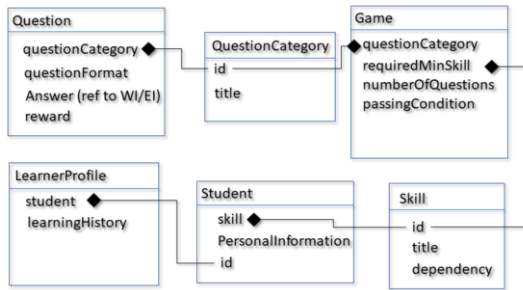 Question
questionCategory
questionFormat
Answer (ref to WI/EI)
reward
QuestionCategory
id
title
Game
questionCategory
requiredMinSkill
numberOfQuestions
passingCondition
LearnerProfile
student
learningHistory
Student
skill
PersonalInformation
id
Skill
id
title
dependency